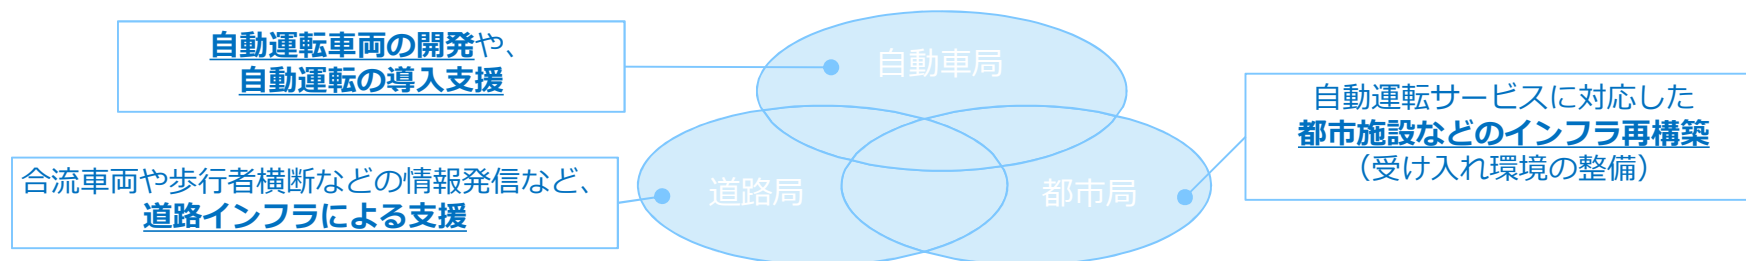 自動運転車両の開発や、
自動運転の導入支援
自動車局
自動運転サービスに対応した
都市施設などのインフラ再構築
（受け入れ環境の整備）
合流車両や歩行者横断などの情報発信など、
道路インフラによる支援
道路局
都市局